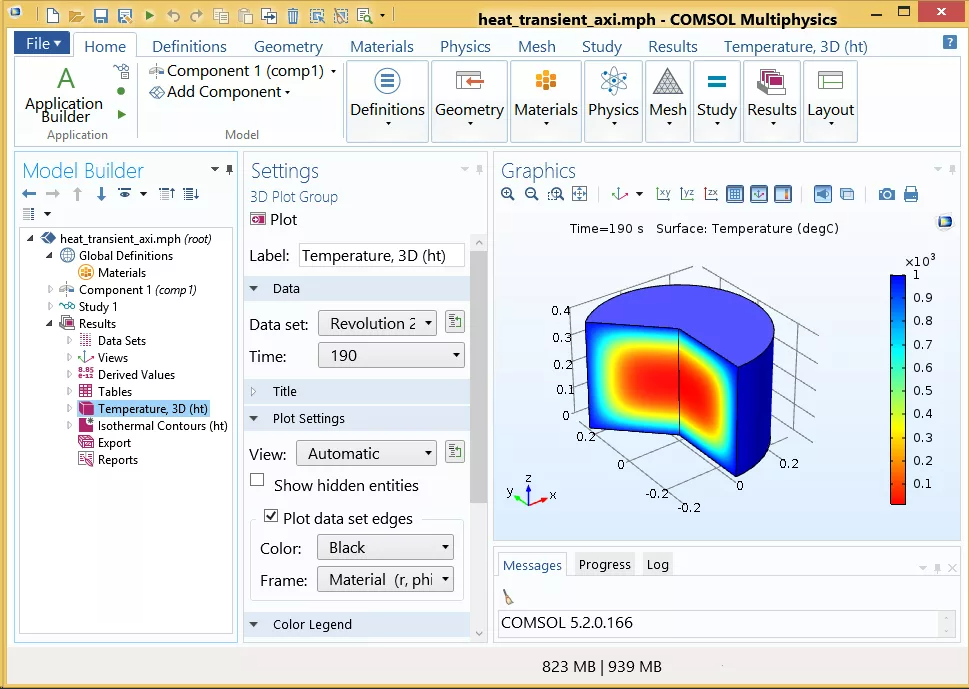 heat_transient_axi.mph - COMSOL Multiphysics
File Home Definitions Geometry Materials Physics Mesh Study Results Temperature, 3D (ht) ?
A
Application
Builder
Application
Component 1 (comp1)
Add Component
Model
Definitions Geometry Materials Physics Mesh Study Results Layout
Model Builder
heat_transient_axi.mph (root)
Global Definitions
Materials
Component 1 (comp1)
Study 1
Results
Data Sets
Views
8.85
e-12
Derived Values
Tables
Temperature, 3D (ht)
Isothermal Contours (ht)
Export
Reports
Settings
3D Plot Group
Plot
Label: Temperature, 3D (ht)
Data
Data set: Revolution 2
Time: 190
Title
Plot Settings
View: Automatic
Show hidden entities
Plot data set edges
Color: Black
Frame: Material (r, phi
Color Legend
Graphics
xy yz zx
Time=190 s Surface: Temperature (degC)
×10³
1
0.9
0.8
0.7
0.6
0.5
0.4
0.3
0.2
0.1
0.4
0.3
0.2
0.1
0
0.2
0
-0.2
-0.2
0
0.2
z
y
x
Messages Progress Log
COMSOL 5.2.0.166
823 MB | 939 MB